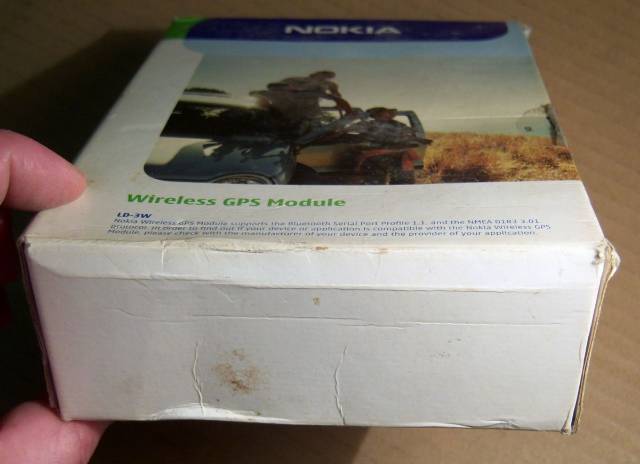 NOKIA
Wireless GPS Module
LD-3W
Nokia Wireless GPS Module supports the Bluetooth Serial Port Profile 1.1. and the NMEA 0183 3.01
protocol. In order to find out if your device or application is compatible with the Nokia Wireless GPS
Module, please check with the manufacturer of your device and the provider of your application.